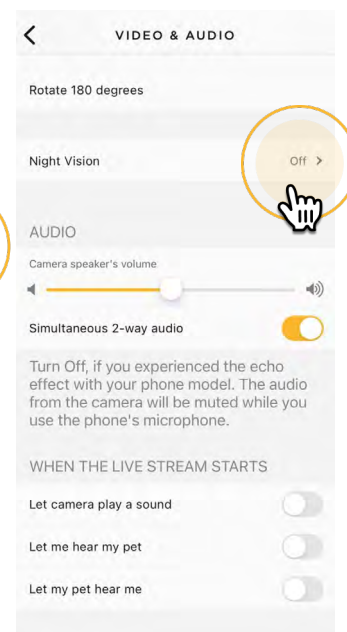 VIDEO & AUDIO
Rotate 180 degrees
Night Vision
Off
AUDIO
Camera speaker's volume
Simultaneous 2-way audio
Turn Off, if you experienced the echo
effect with your phone model. The audio
from the camera will be muted while you
use the phone's microphone.
WHEN THE LIVE STREAM STARTS
Let camera play a sound
Let me hear my pet
Let my pet hear me